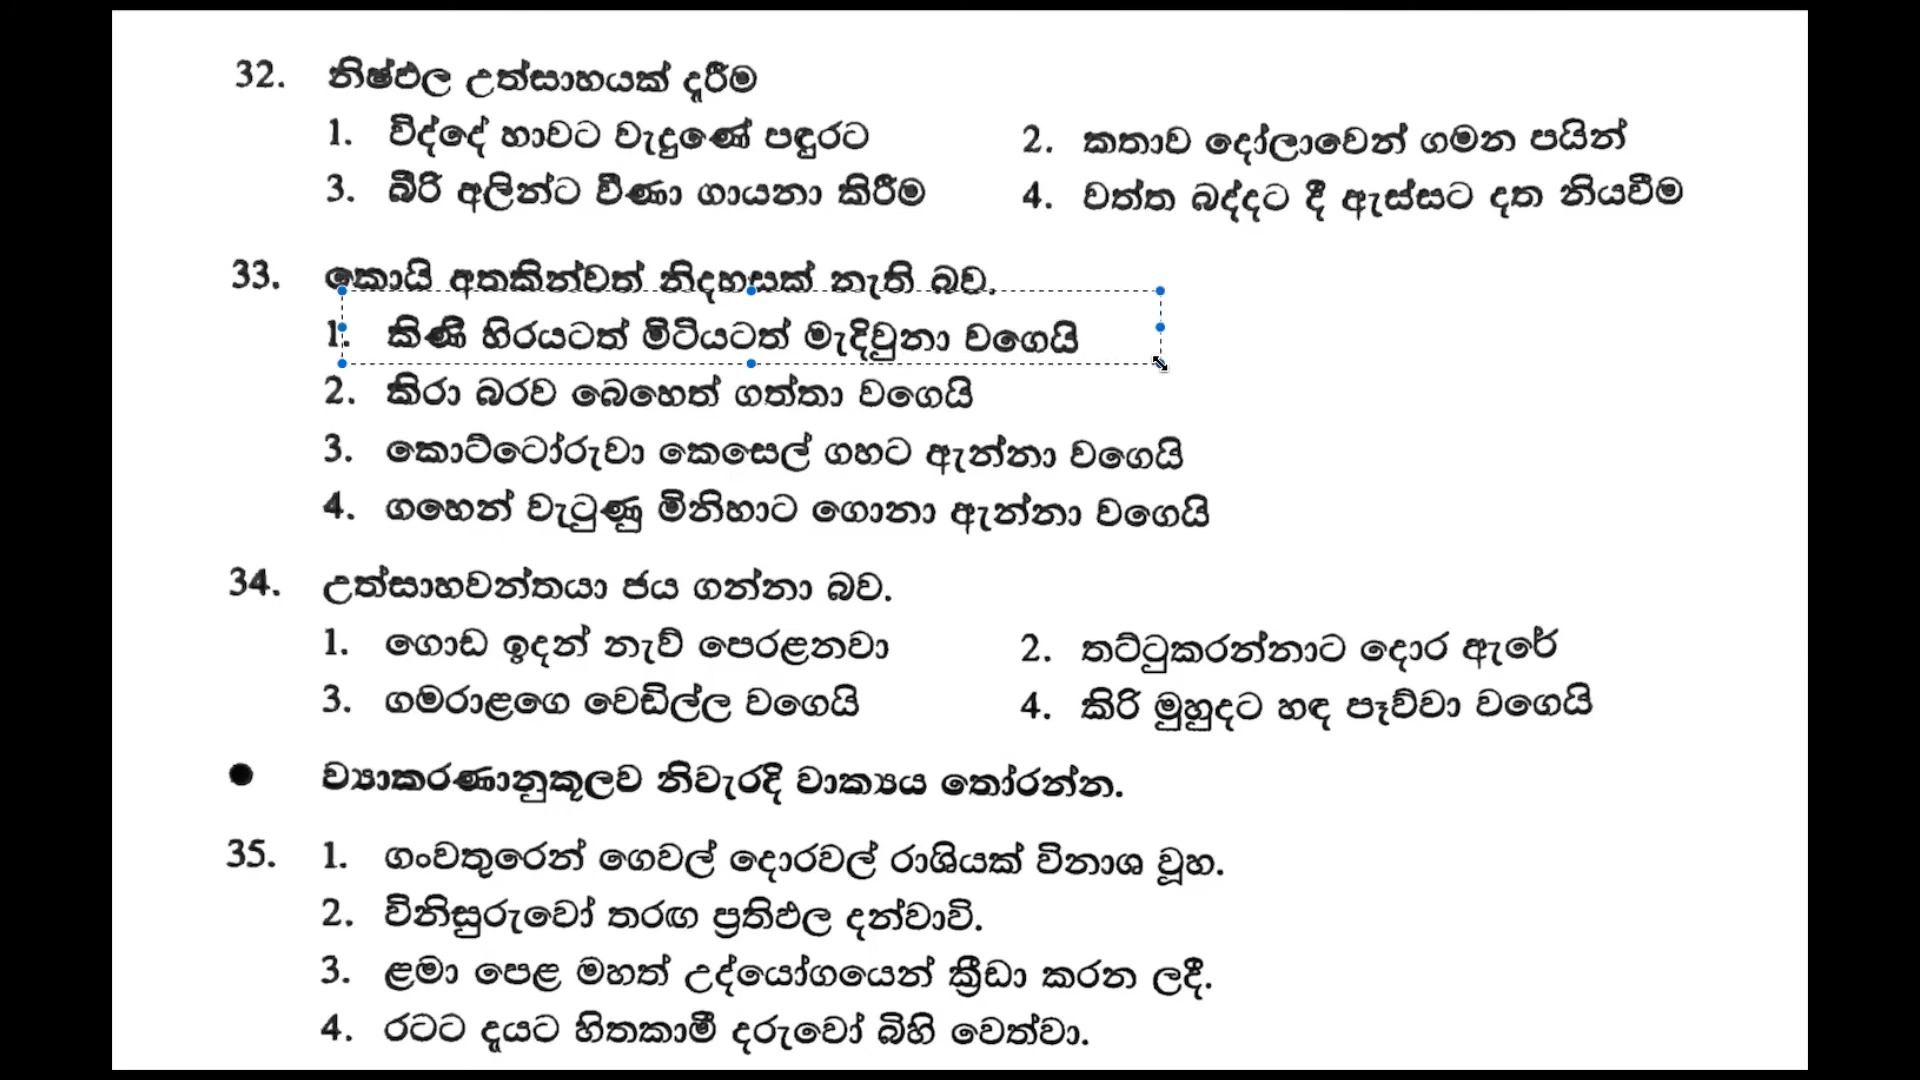 32. නිෂ්ඵල උත්සාහයක් දැරීම
1. විද්දේ හාවට වැදුණේ පඳුරට 2. කතාව දෝලාවෙන් ගමන පයින්
3. බීරි අලින්ට වීණා ගායනා කිරීම 4. වත්ත බද්දට දී ඇස්සට දත නියවීම
33. කොයි අතකින්වත් නිදහසක් නැති බව.
1. කිණි හිරයටත් මිටියටත් මැදිවුනා වගෙයි
2. කිරා බරව බෙහෙත් ගත්තා වගෙයි
3. කොට්ටෝරුවා කෙසෙල් ගහට ඇන්නා වගෙයි
4. ගහෙන් වැටුණු මිනිහාට ගොනා ඇන්නා වගෙයි
34. උත්සාහවන්තයා ජය ගන්නා බව.
1. ගොඩ ඉදන් නැව් පෙරළනවා 2. තට්ටුකරන්නාට දොර ඇරේ
3. ගමරාළගෙ වෙඩිල්ල වගෙයි 4. කිරි මුහුදට හඳ පෑව්වා වගෙයි
● ව්‍යාකරණානුකූලව නිවැරදි වාක්‍යය තෝරන්න.
35. 1. ගංවතුරෙන් ගෙවල් දොරවල් රාශියක් විනාශ වූහ.
2. විනිසුරුවෝ තරඟ ප්‍රතිඵල දන්වාවි.
3. ළමා පෙළ මහත් උද්යෝගයෙන් ක්‍රීඩා කරන ලදී.
4. රටට දැයට හිතකාමී දරුවෝ බිහි වෙත්වා.